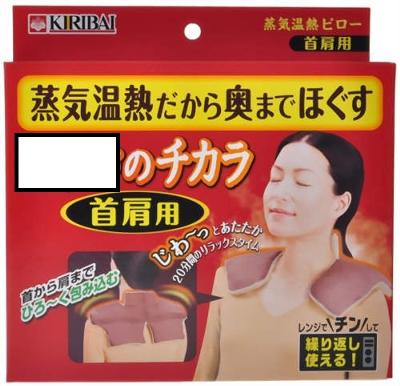 KIRIBAI
蒸気温熱ピロー
首肩用
蒸気温熱だから奥までほぐす
のチカラ
首肩用
じわ〜っとあたたか
20分間のリラックスタイム
首から肩まで
ひろ〜く包み込む
レンジでチンして
繰り返し
使える!